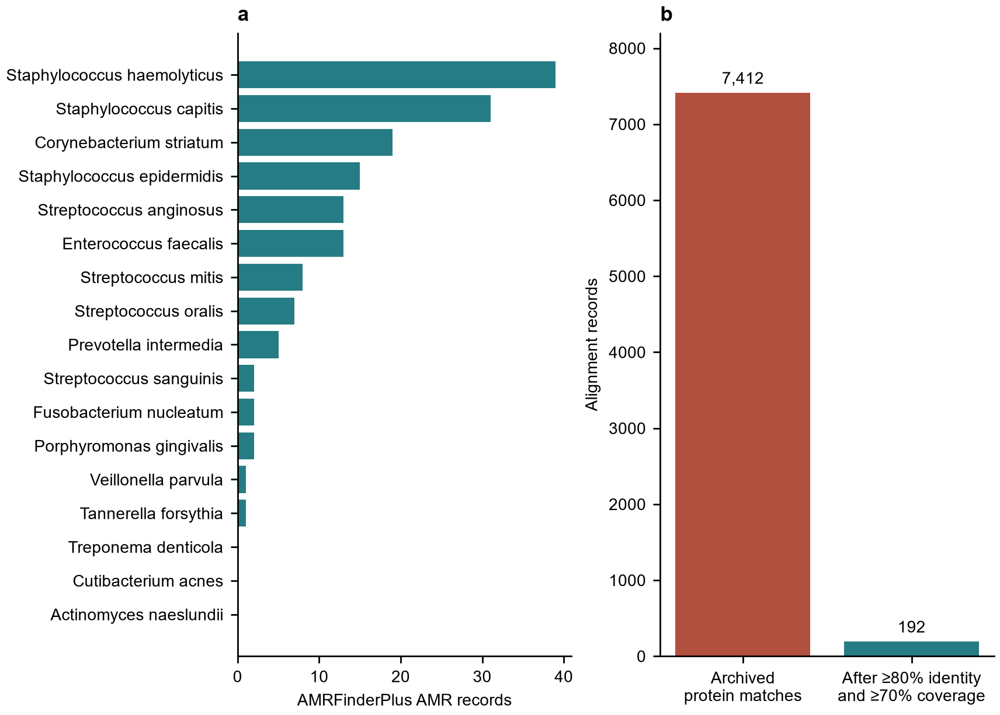 a
Staphylococcus haemolyticus
Staphylococcus capitis
Corynebacterium striatum
Staphylococcus epidermidis
Streptococcus anginosus
Enterococcus faecalis
Streptococcus mitis
Streptococcus oralis
Prevotella intermedia
Streptococcus sanguinis
Fusobacterium nucleatum
Porphyromonas gingivalis
Veillonella parvula
Tannerella forsythia
Treponema denticola
Cutibacterium acnes
Actinomyces naeslundii
0 10 20 30 40
AMRFinderPlus AMR records
b
Alignment records
8000
7000
6000
5000
4000
3000
2000
1000
0
7,412
192
Archived
protein matches
After ≥80% identity
and ≥70% coverage